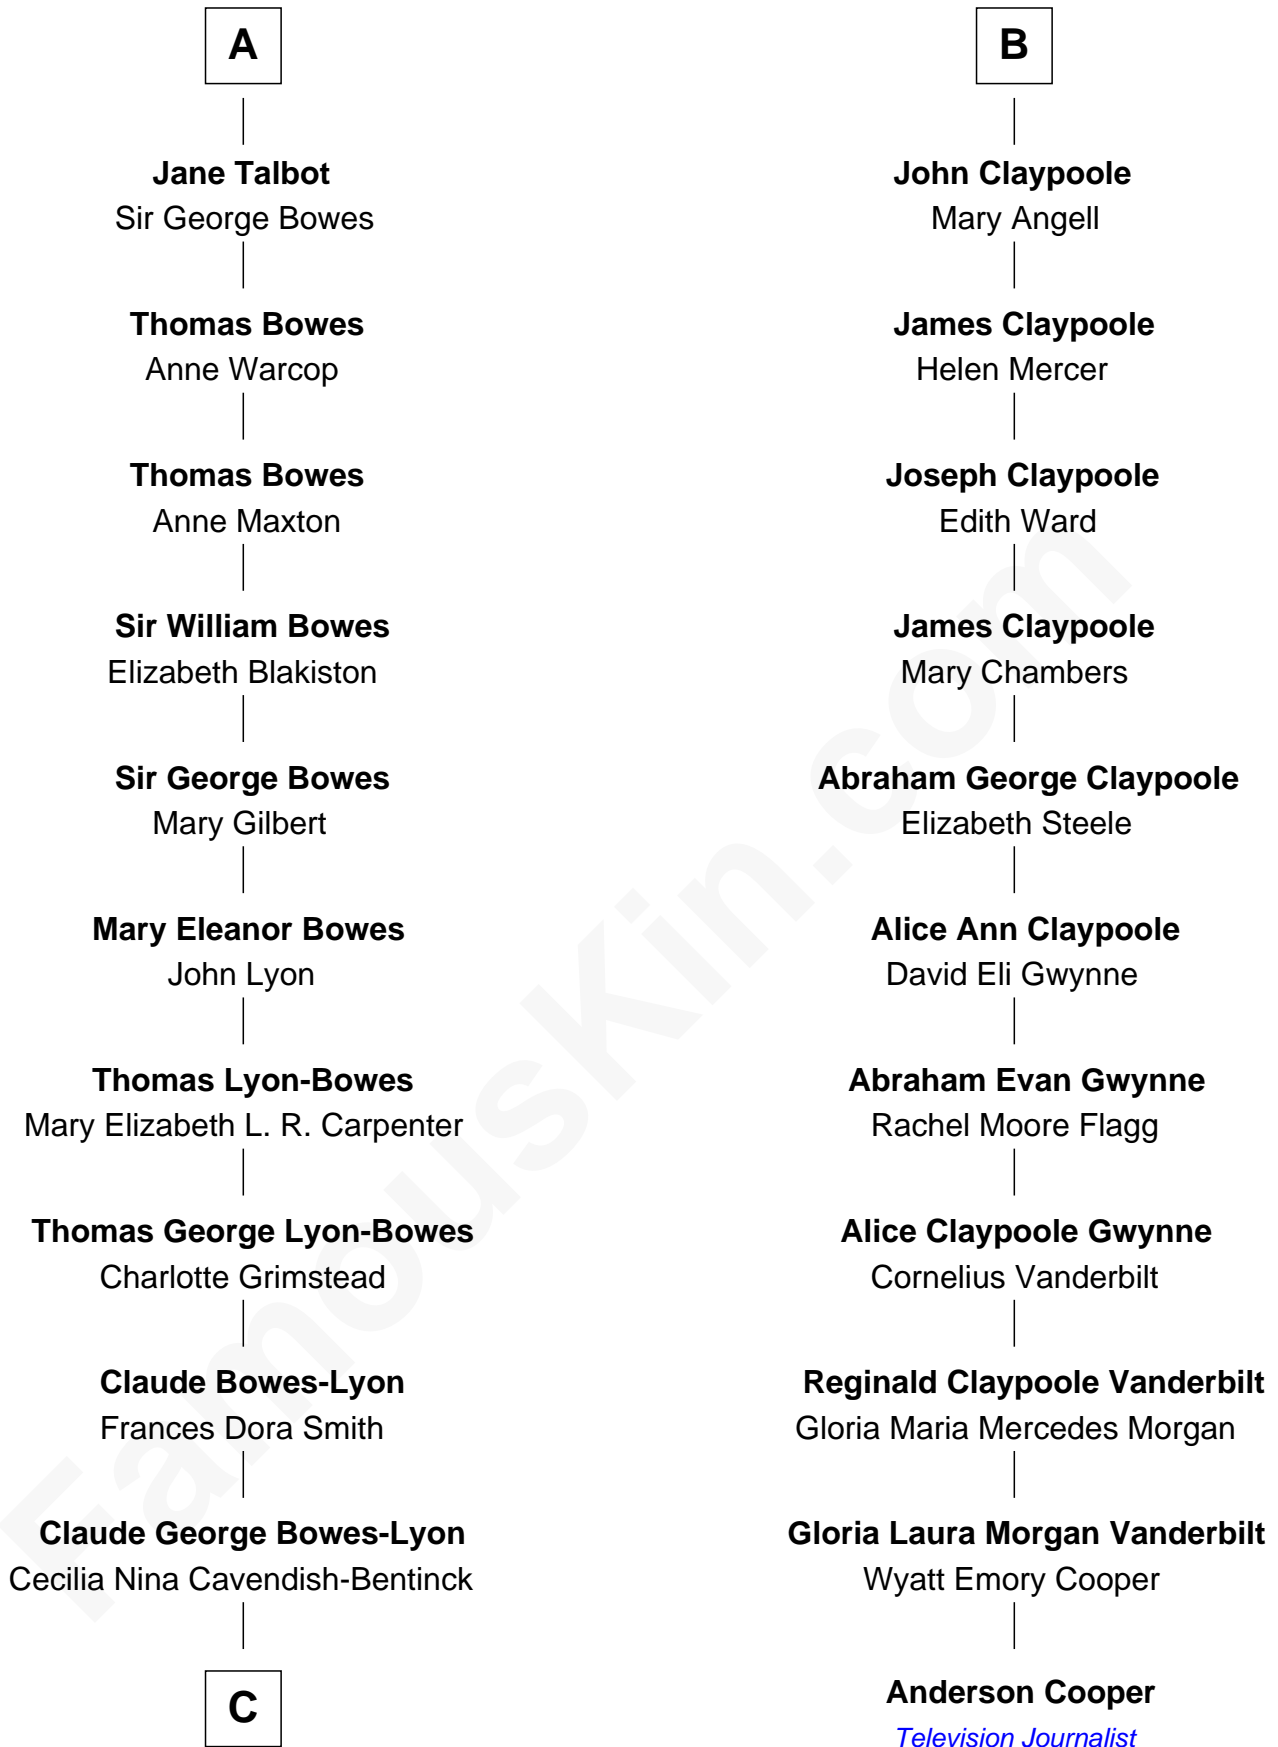 A
Jane Talbot
Sir George Bowes
Thomas Bowes
Anne Warcop
Thomas Bowes
Anne Maxton
Sir William Bowes
Elizabeth Blakiston
Sir George Bowes
Mary Gilbert
Mary Eleanor Bowes
John Lyon
Thomas Lyon-Bowes
Mary Elizabeth L. R. Carpenter
Thomas George Lyon-Bowes
Charlotte Grimstead
Claude Bowes-Lyon
Frances Dora Smith
Claude George Bowes-Lyon
Cecilia Nina Cavendish-Bentinck
C
B
John Claypoole
Mary Angell
James Claypoole
Helen Mercer
Joseph Claypoole
Edith Ward
James Claypoole
Mary Chambers
Abraham George Claypoole
Elizabeth Steele
Alice Ann Claypoole
David Eli Gwynne
Abraham Evan Gwynne
Rachel Moore Flagg
Alice Claypoole Gwynne
Cornelius Vanderbilt
Reginald Claypoole Vanderbilt
Gloria Maria Mercedes Morgan
Gloria Laura Morgan Vanderbilt
Wyatt Emory Cooper
Anderson Cooper
Television Journalist
FamousKin.com